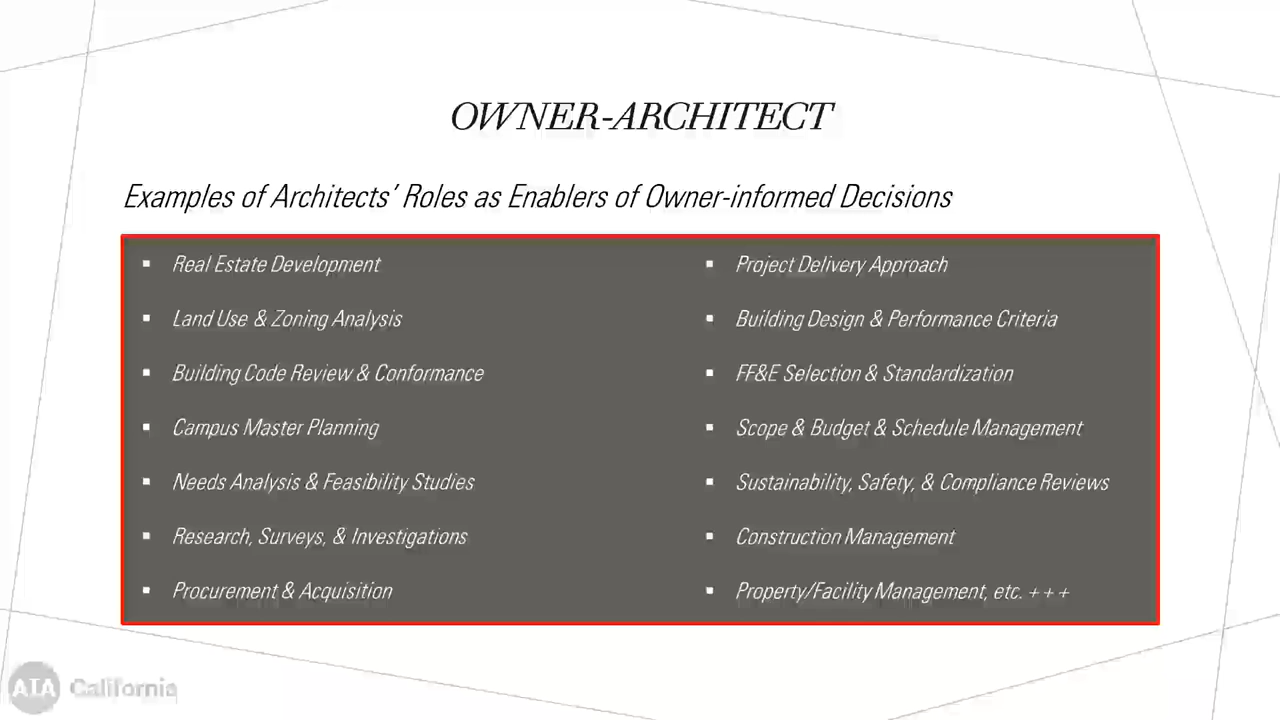 OWNER-ARCHITECT
Examples of Architects’ Roles as Enablers of Owner-informed Decisions
▪ Real Estate Development
▪ Land Use & Zoning Analysis
▪ Building Code Review & Conformance
▪ Campus Master Planning
▪ Needs Analysis & Feasibility Studies
▪ Research, Surveys, & Investigations
▪ Procurement & Acquisition
▪ Project Delivery Approach
▪ Building Design & Performance Criteria
▪ FF&E Selection & Standardization
▪ Scope & Budget & Schedule Management
▪ Sustainability, Safety, & Compliance Reviews
▪ Construction Management
▪ Property/Facility Management, etc. + + +
AIA California